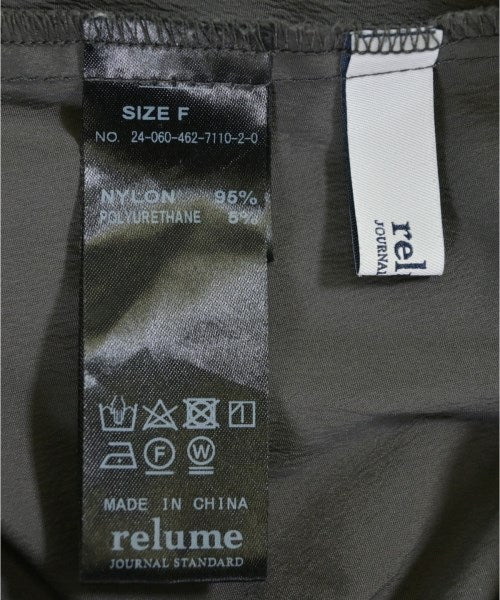 SIZE F
NO. 24-060-462-7110-2-0
NYLON 95%
POLYURETHANE 5%
F W
MADE IN CHINA
relume
JOURNAL STANDARD
rel
JOURNAL